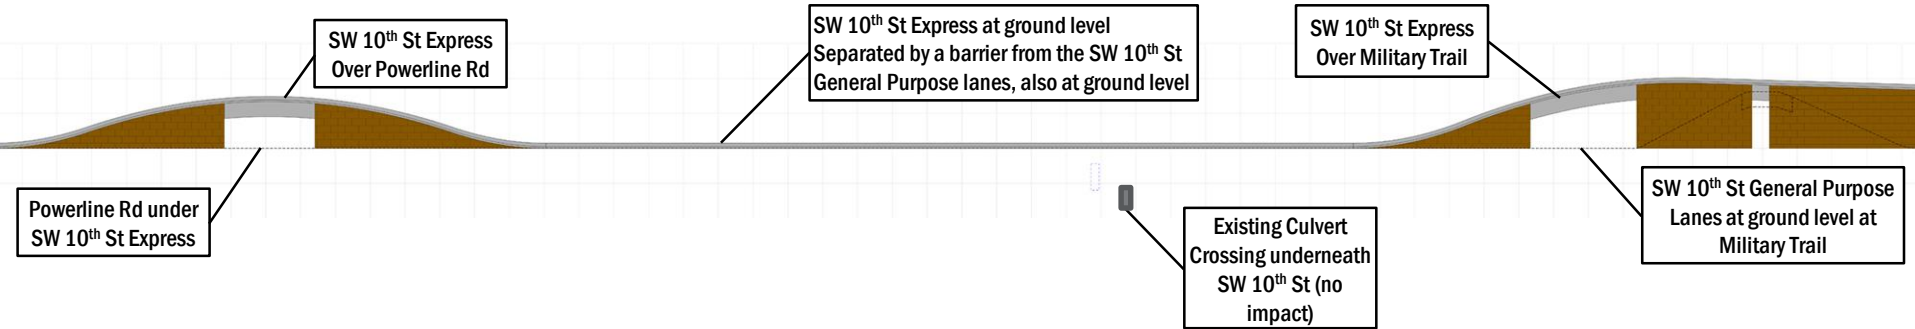 SW 10th St Express
Over Powerline Rd
SW 10th St Express at ground level
Separated by a barrier from the SW 10th St
General Purpose lanes, also at ground level
SW 10th St Express
Over Military Trail
Powerline Rd under
SW 10th St Express
Existing Culvert
Crossing underneath
SW 10th St (no
impact)
SW 10th St General Purpose
Lanes at ground level at
Military Trail